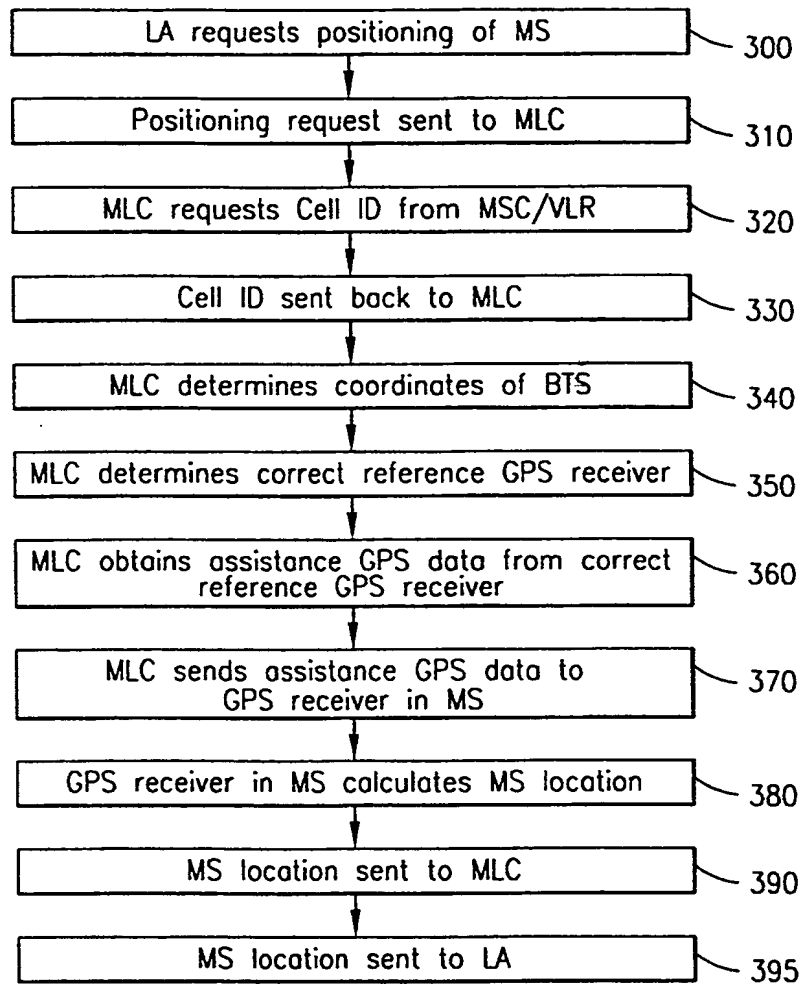 LA requests positioning of MS
300
Positioning request sent to MLC
310
MLC requests Cell ID from MSC/VLR
320
Cell ID sent back to MLC
330
MLC determines coordinates of BTS
340
MLC determines correct reference GPS receiver
350
MLC obtains assistance GPS data from correct
reference GPS receiver
360
MLC sends assistance GPS data to
GPS receiver in MS
370
GPS receiver in MS calculates MS location
380
MS location sent to MLC
390
MS location sent to LA
395